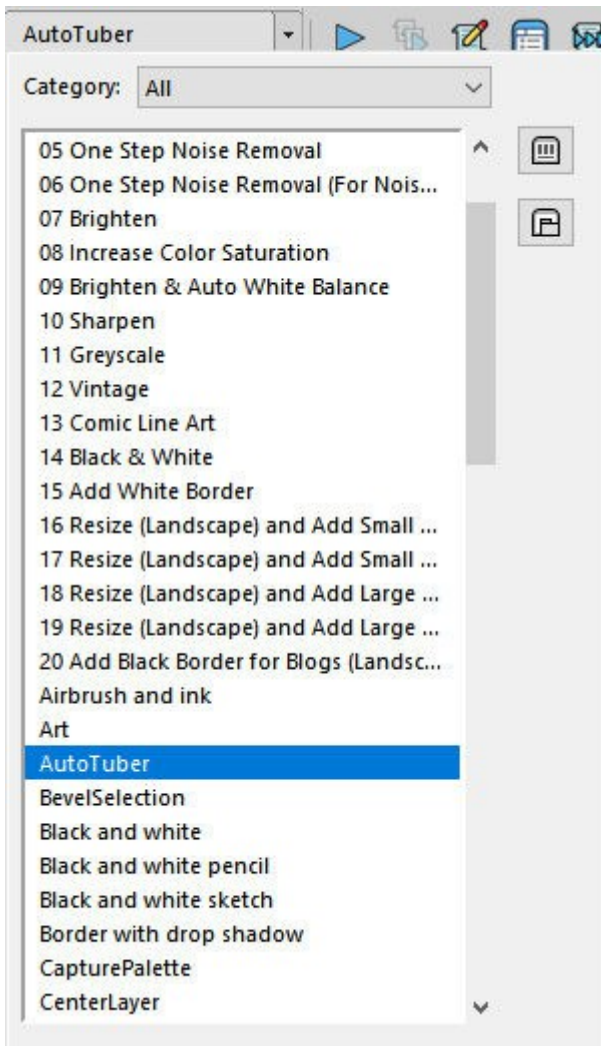 AutoTuber
Category: All
05 One Step Noise Removal
06 One Step Noise Removal (For Nois...
07 Brighten
08 Increase Color Saturation
09 Brighten & Auto White Balance
10 Sharpen
11 Greyscale
12 Vintage
13 Comic Line Art
14 Black & White
15 Add White Border
16 Resize (Landscape) and Add Small ...
17 Resize (Landscape) and Add Small ...
18 Resize (Landscape) and Add Large ...
19 Resize (Landscape) and Add Large ...
20 Add Black Border for Blogs (Landsc...
Airbrush and ink
Art
AutoTuber
BevelSelection
Black and white
Black and white pencil
Black and white sketch
Border with drop shadow
CapturePalette
CenterLayer